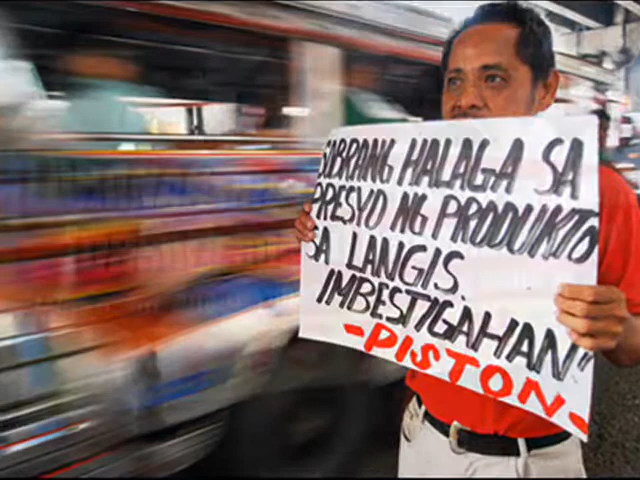 SOBRANG HALAGA SA
PRESYO NG PRODUKTO
SA LANGIS.
IMBESTIGAHAN"
-PISTON-